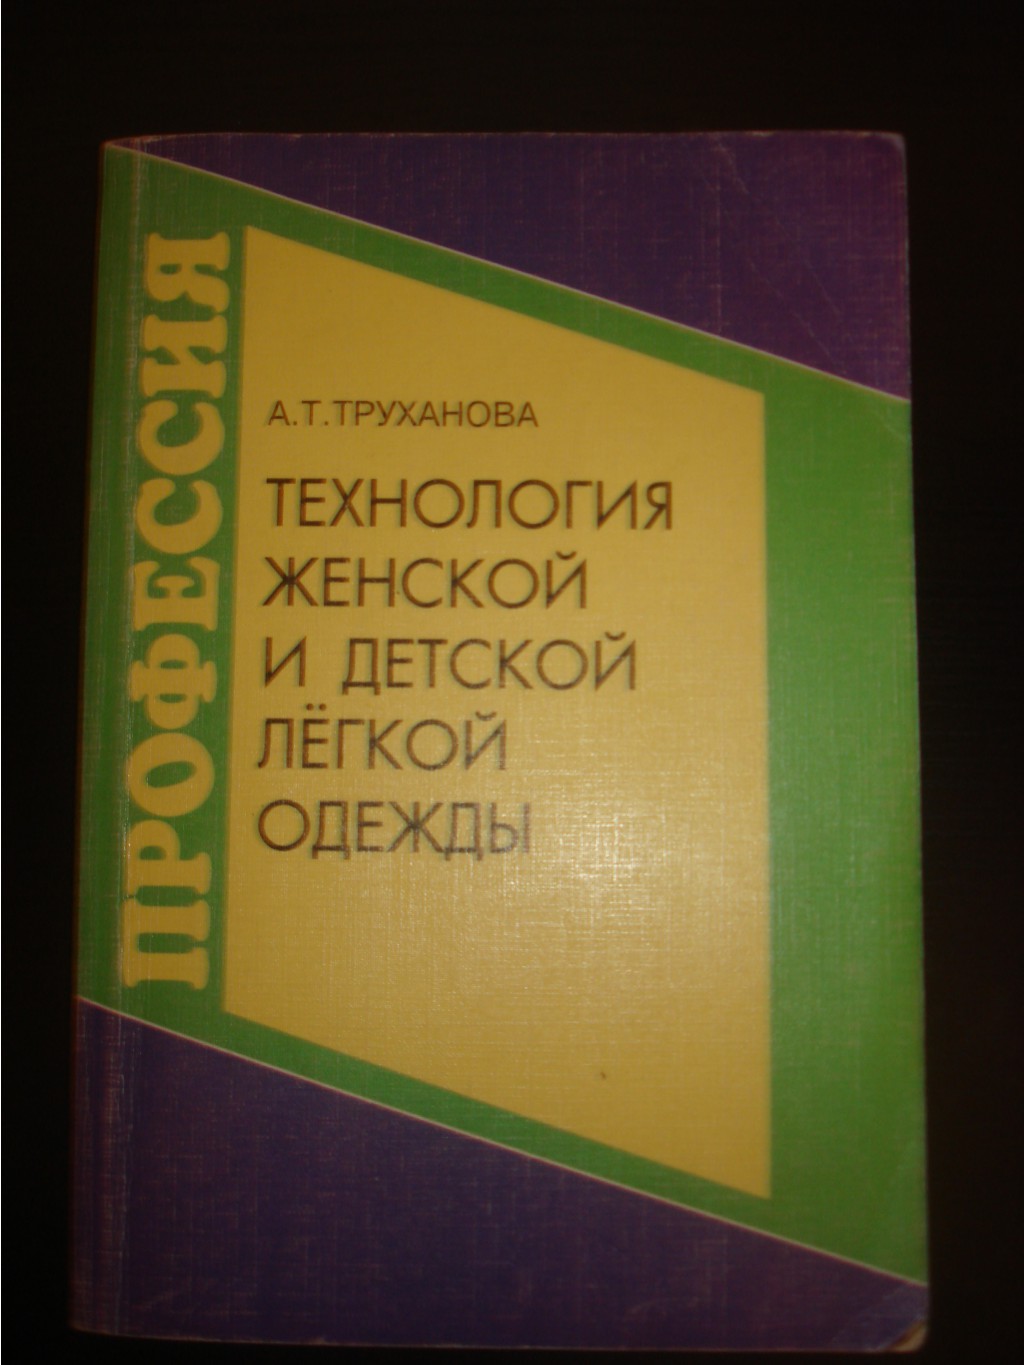 ПРОФЕССИЯ
А.Т.ТРУХАНОВА
ТЕХНОЛОГИЯ
ЖЕНСКОЙ
И ДЕТСКОЙ
ЛЁГКОЙ
ОДЕЖДЫ